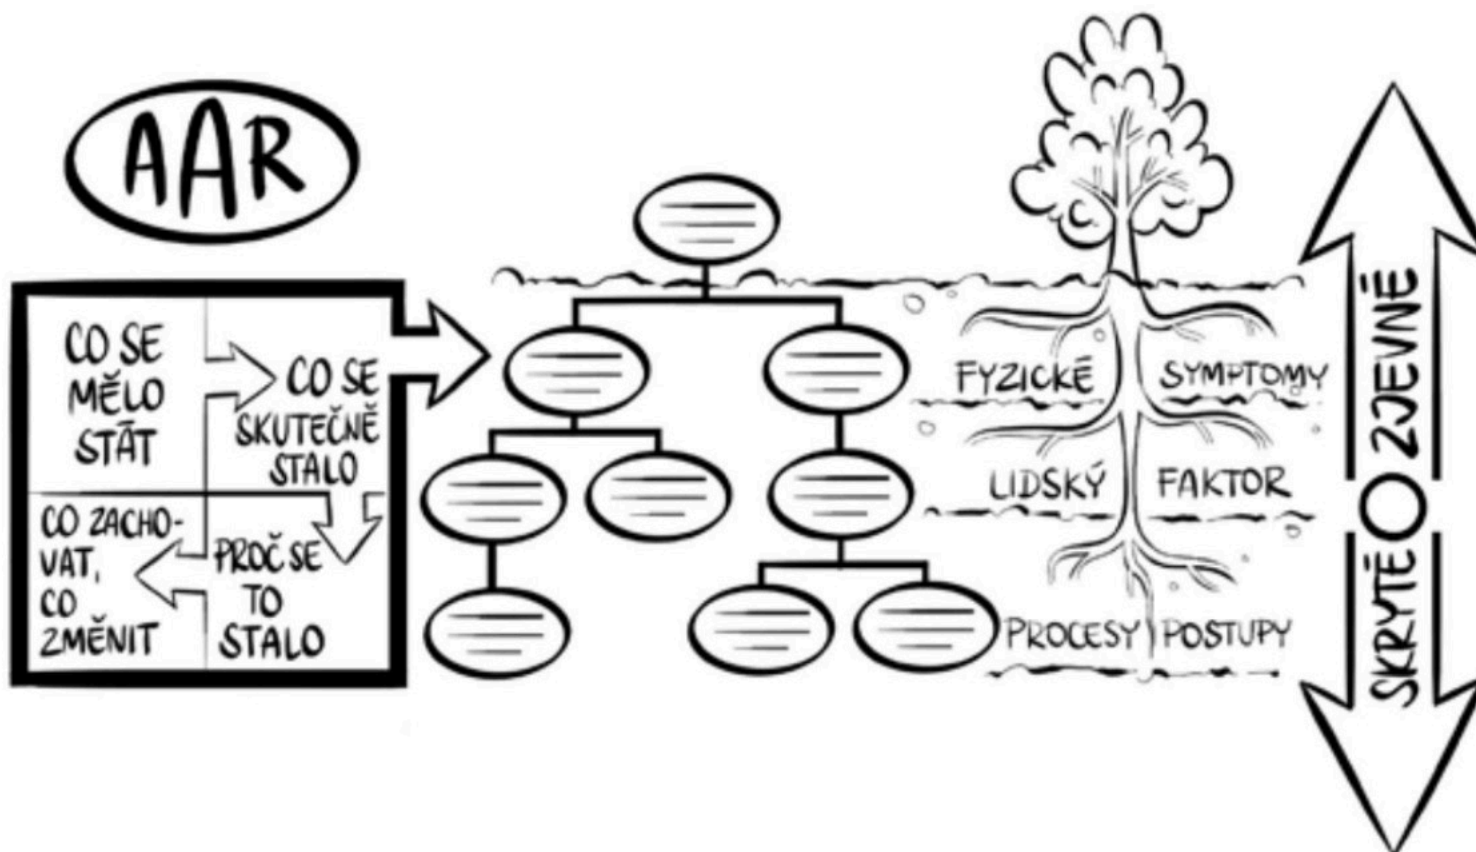 AAR
CO SE
MĚLO
STÁT
CO SE
SKUTEČNĚ
STALO
CO ZACHO-
VAT,
CO
ZMĚNIT
PROČ SE
TO
STALO
FYZICKÉ SYMPTOMY
LIDSKÝ FAKTOR
PROCESY POSTUPY
ZJEVNÉ
SKRYTÉ